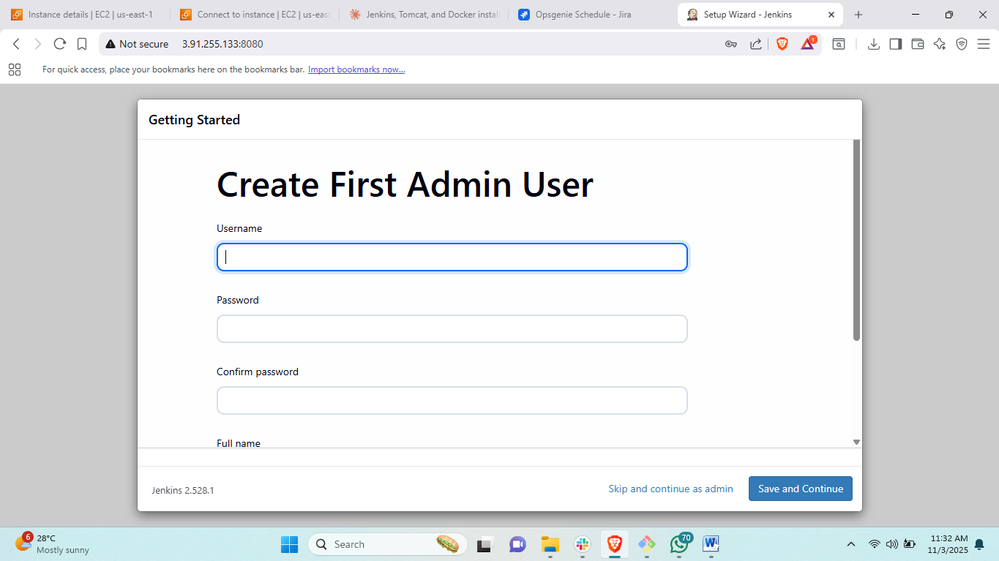 Instance details | EC2 | us-east-1
Connect to instance | EC2 | us-east
Jenkins, Tomcat, and Docker instal
Opsgenie Schedule - Jira
Setup Wizard - Jenkins
Not secure
3.91.255.133:8080
1
For quick access, place your bookmarks here on the bookmarks bar. Import bookmarks now...
Getting Started
Create First Admin User
Username
Password
Confirm password
Full name
Jenkins 2.528.1
Skip and continue as admin
Save and Continue
6
28°C
Mostly sunny
Search
70
W
11:32 AM
11/3/2025